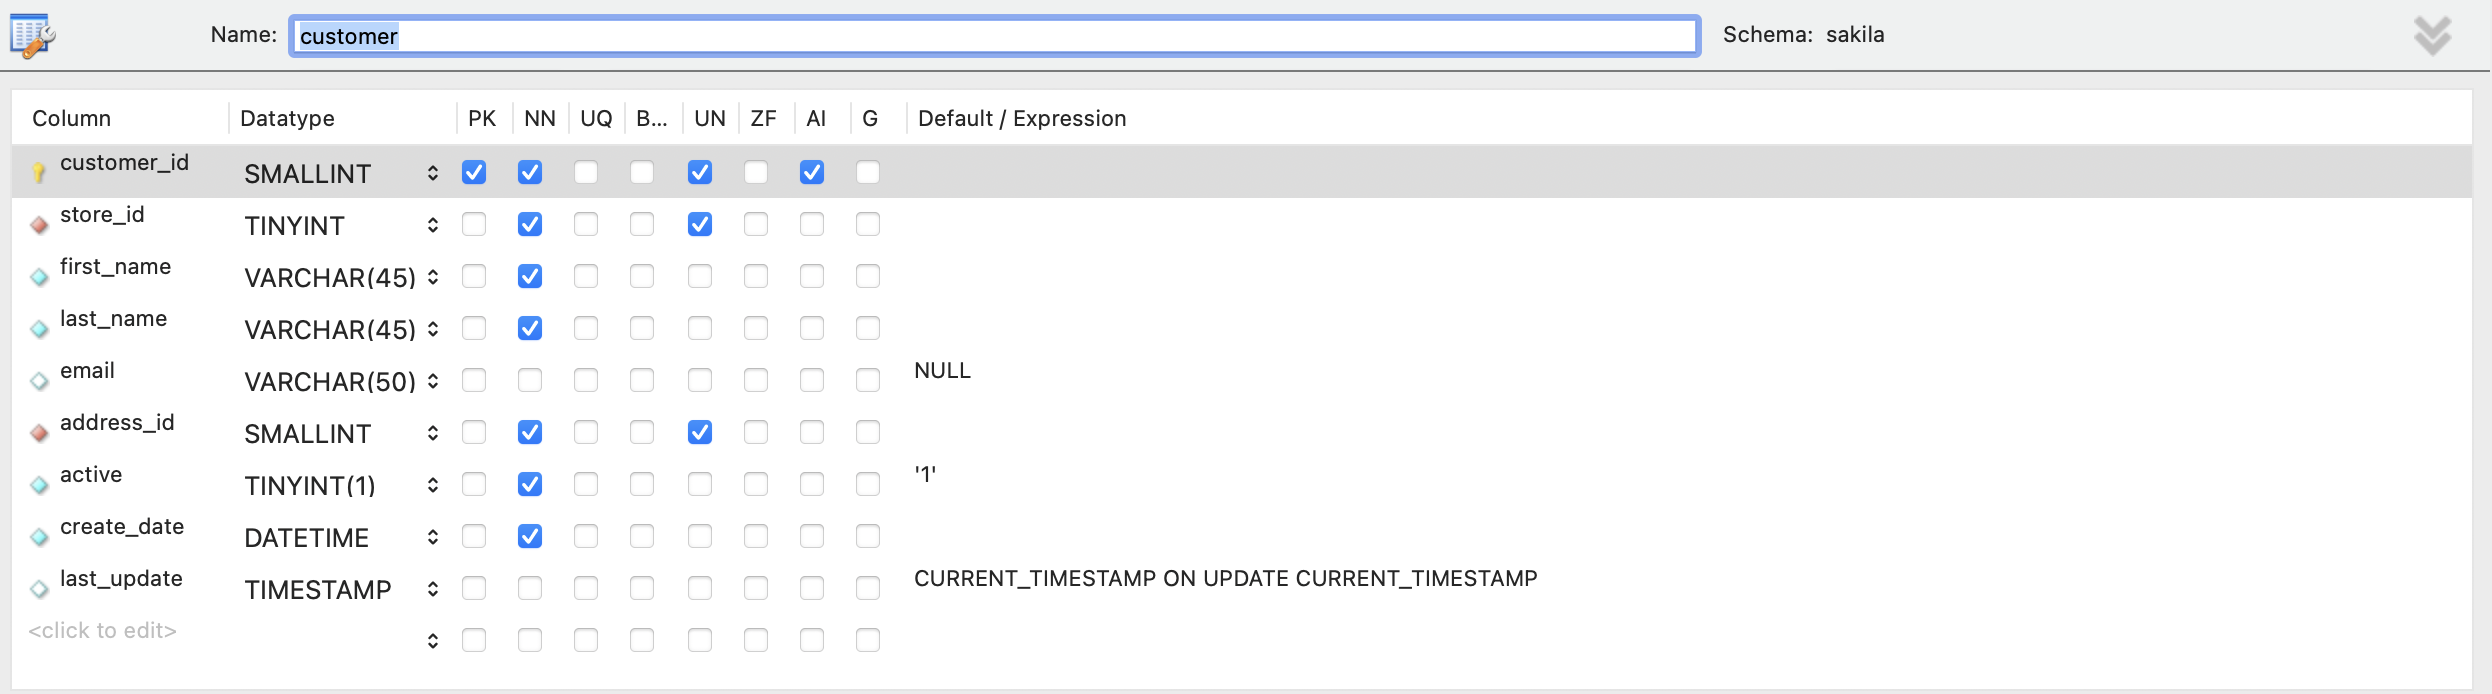 Name: customer Schema: sakila
Column Datatype PK NN UQ B... UN ZF AI G Default / Expression
customer_id SMALLINT
store_id TINYINT
first_name VARCHAR(45)
last_name VARCHAR(45)
email VARCHAR(50) NULL
address_id SMALLINT
active TINYINT(1) '1'
create_date DATETIME
last_update TIMESTAMP CURRENT_TIMESTAMP ON UPDATE CURRENT_TIMESTAMP
<click to edit>